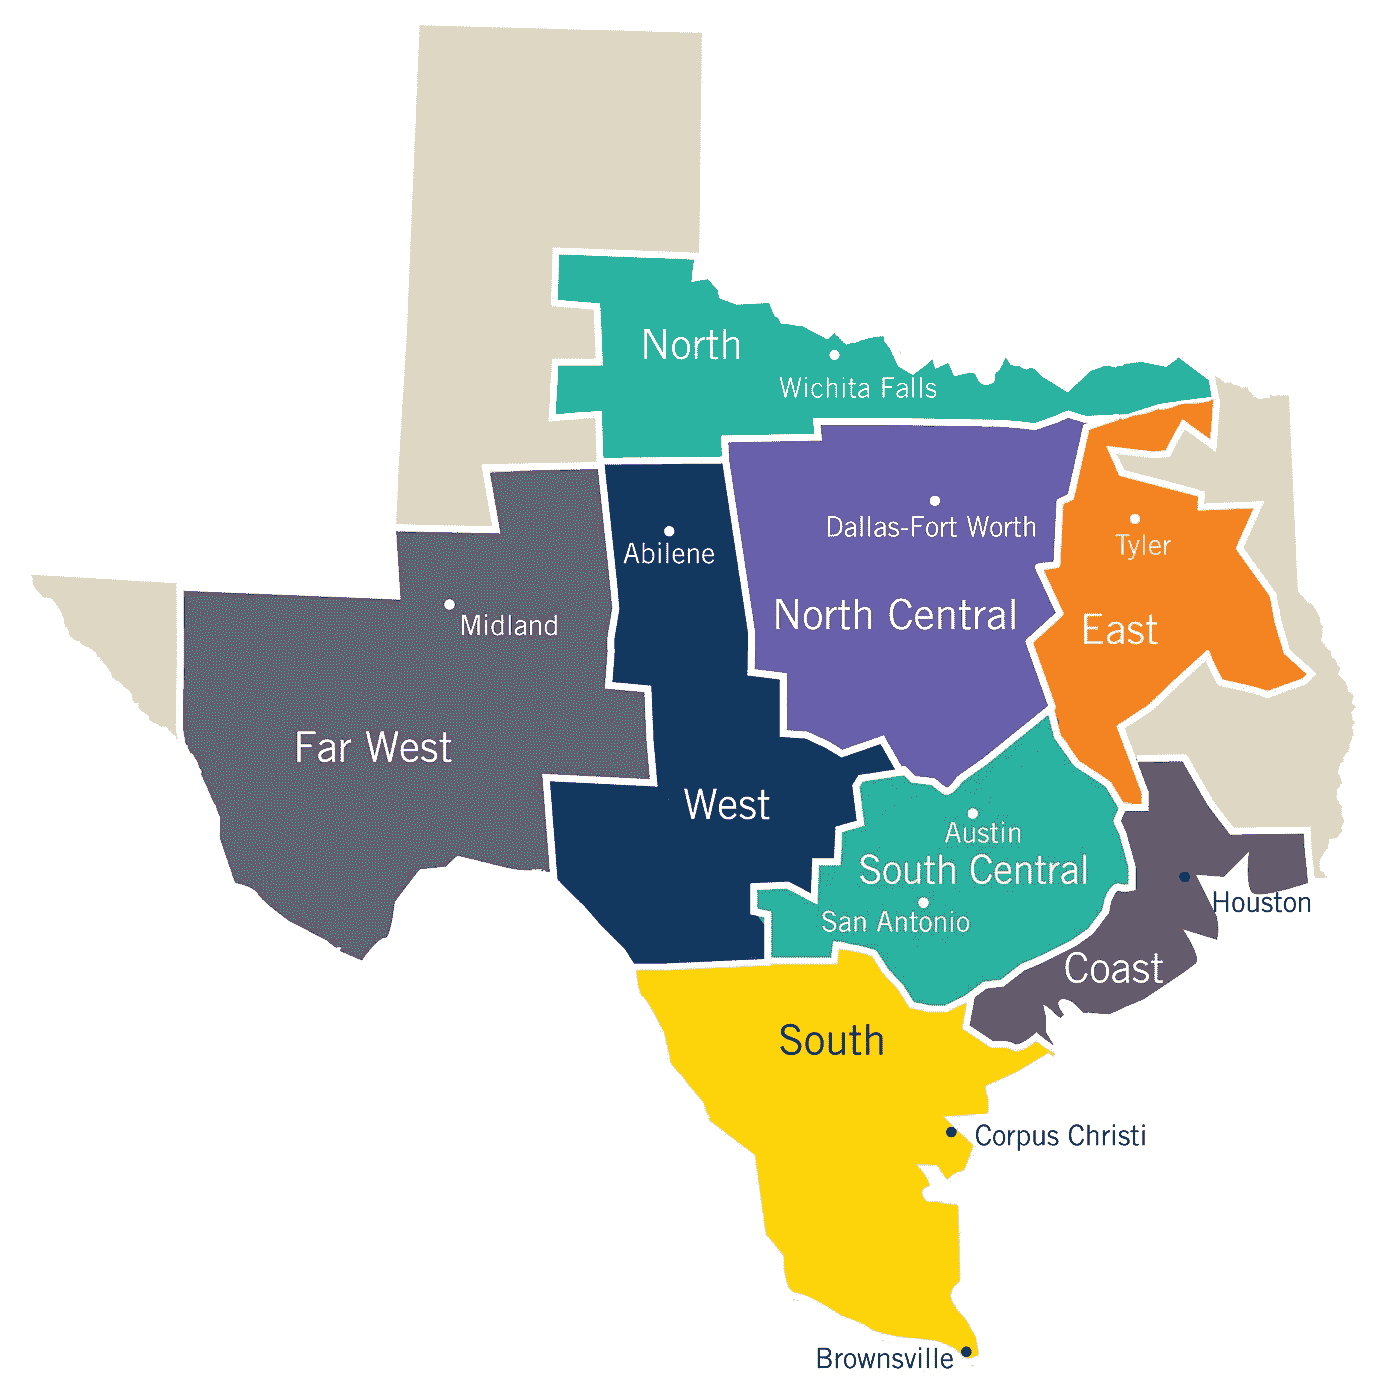 North
Wichita Falls
Dallas-Fort Worth
Abilene
Tyler
Midland
North Central
East
Far West
West
Austin
South Central
San Antonio
Houston
Coast
South
Corpus Christi
Brownsville